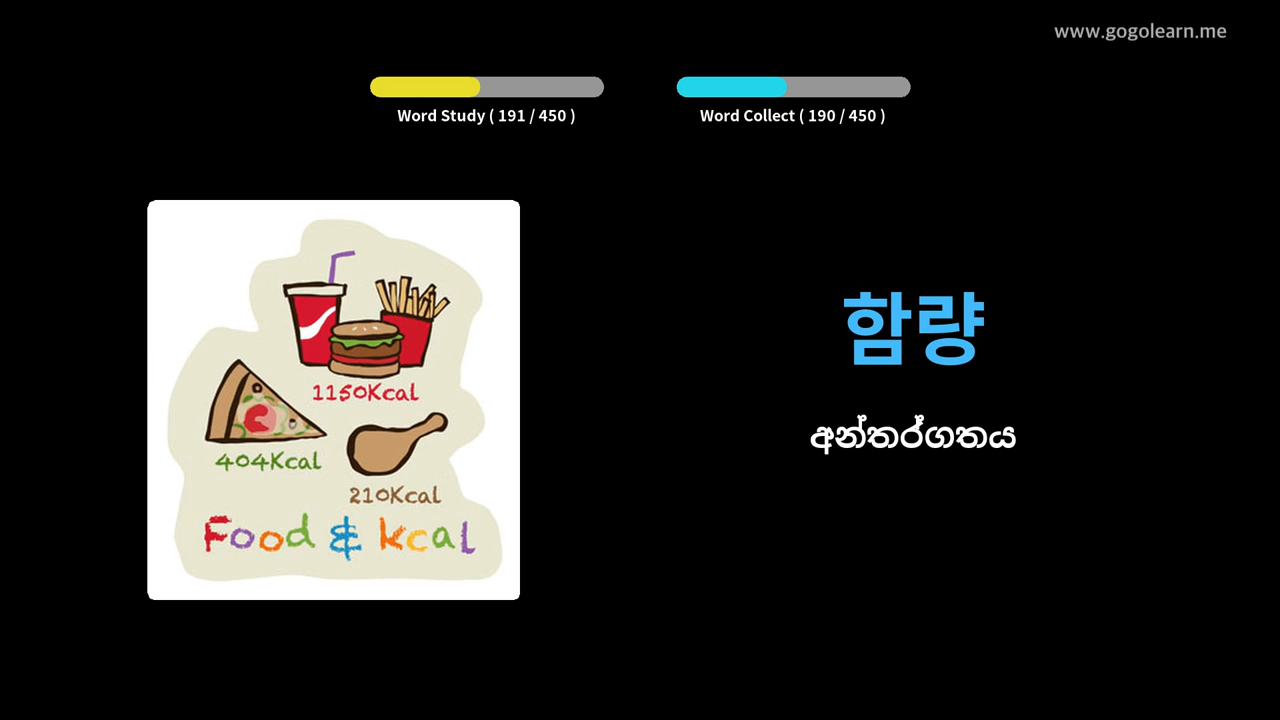 www.gogolearn.me
Word Study ( 191 / 450 )
Word Collect ( 190 / 450 )
1150Kcal
404Kcal
210Kcal
Food & kcal
함량
අන්තර්ගතය